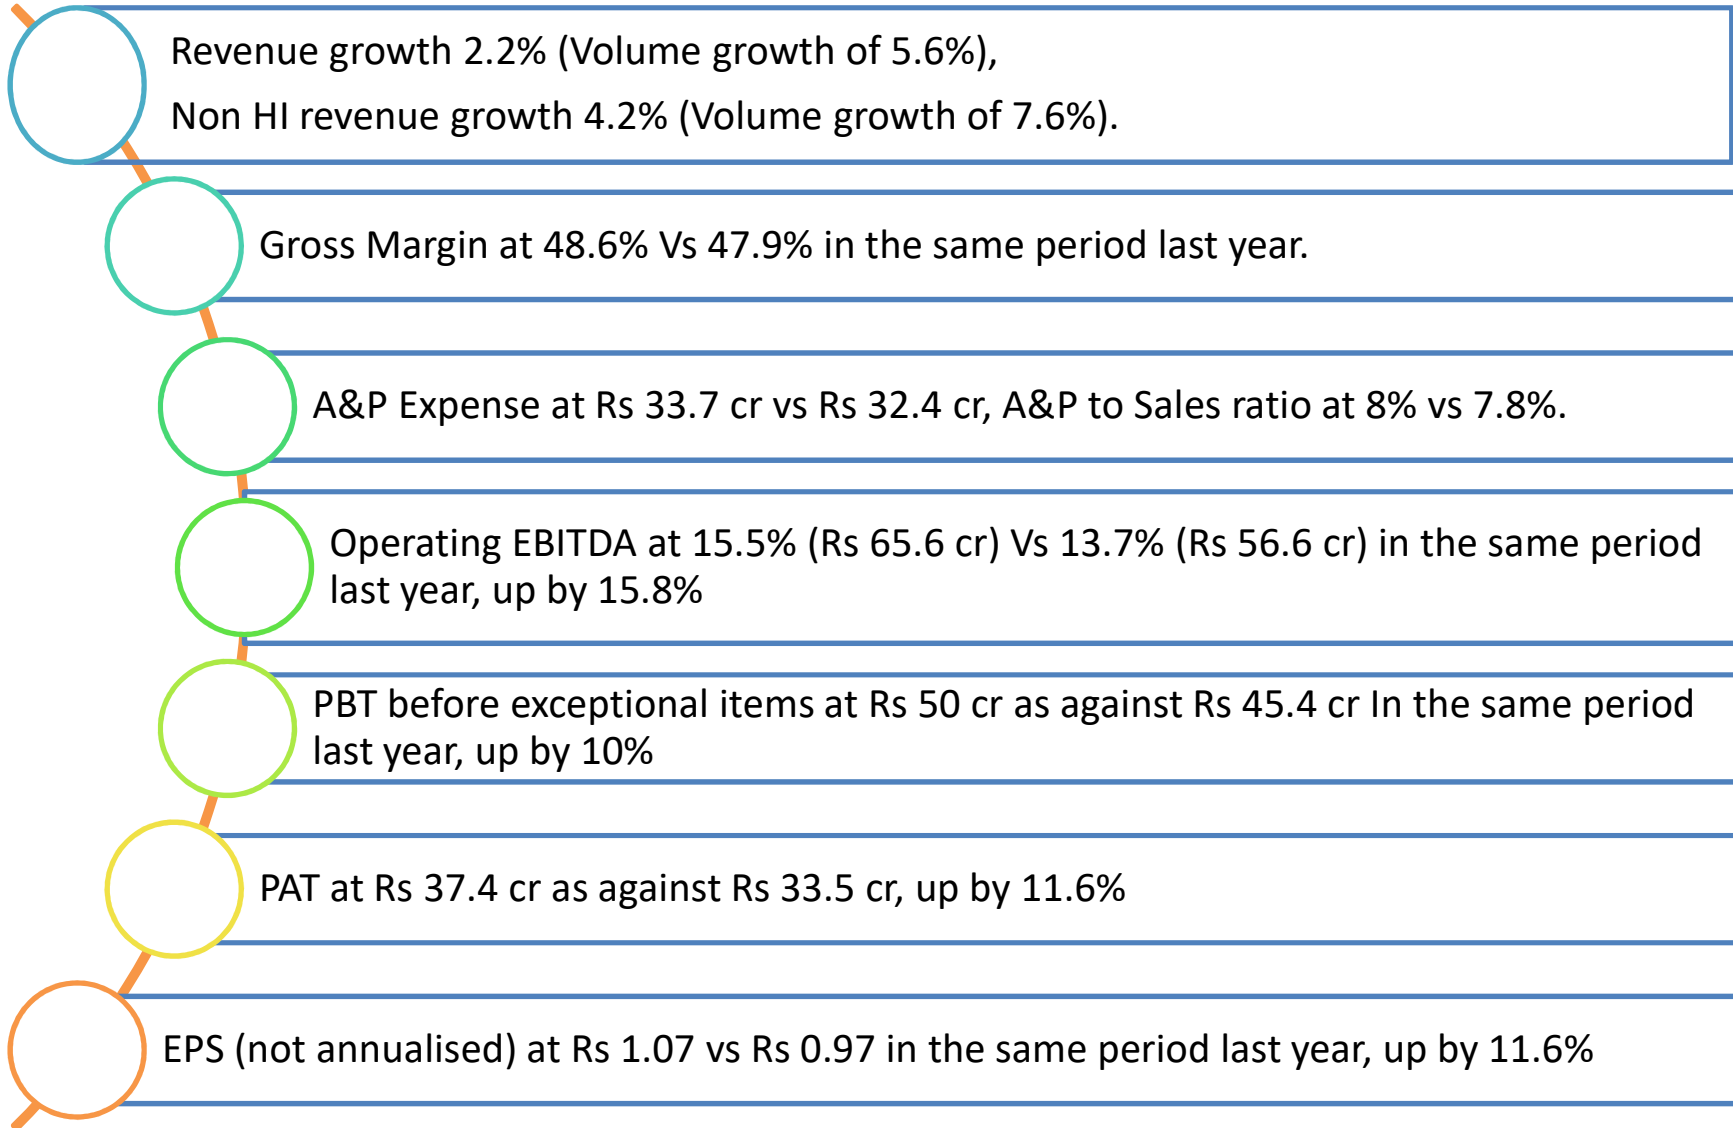 Revenue growth 2.2% (Volume growth of 5.6%),
Non HI revenue growth 4.2% (Volume growth of 7.6%).
Gross Margin at 48.6% Vs 47.9% in the same period last year.
A&P Expense at Rs 33.7 cr vs Rs 32.4 cr, A&P to Sales ratio at 8% vs 7.8%.
Operating EBITDA at 15.5% (Rs 65.6 cr) Vs 13.7% (Rs 56.6 cr) in the same period
last year, up by 15.8%
PBT before exceptional items at Rs 50 cr as against Rs 45.4 cr In the same period
last year, up by 10%
PAT at Rs 37.4 cr as against Rs 33.5 cr, up by 11.6%
EPS (not annualised) at Rs 1.07 vs Rs 0.97 in the same period last year, up by 11.6%